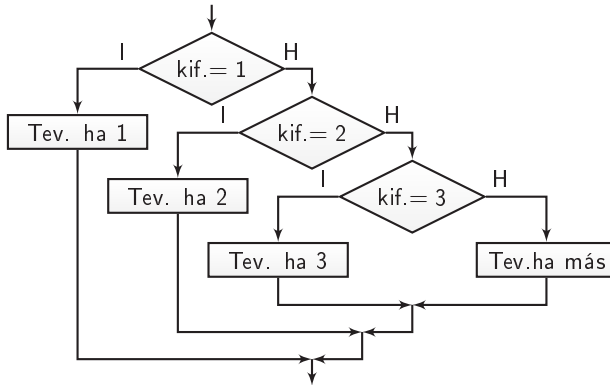 I
H
kif.= 1
Tev. ha 1
I
H
kif.= 2
Tev. ha 2
I
H
kif.= 3
Tev. ha 3
Tev.ha más